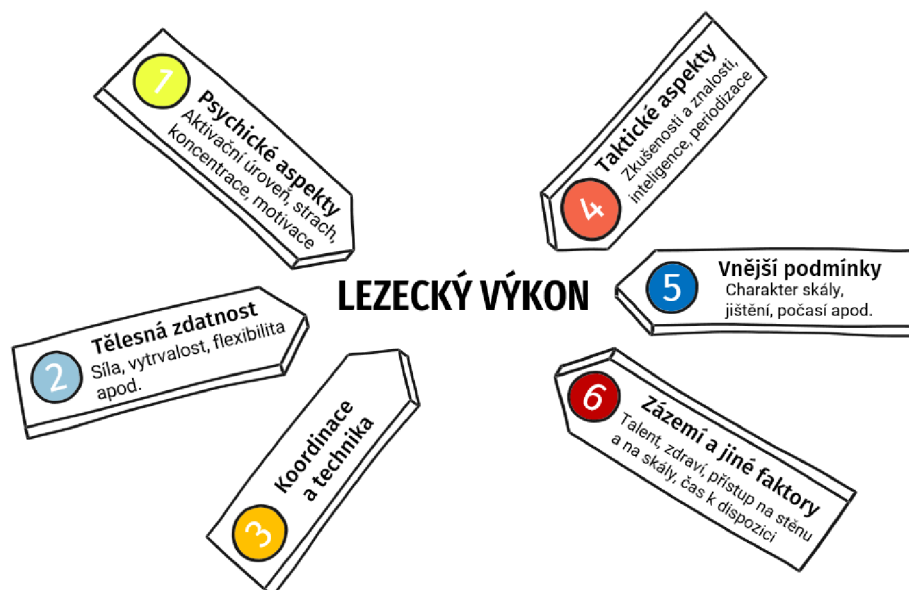 1
Psychické aspekty
Aktivační úroveň, strach,
koncentrace, motivace
2
Tělesná zdatnost
Síla, vytrvalost, flexibilita
apod.
3
Koordinace
a technika
LEZECKÝ VÝKON
4
Taktické aspekty
Zkušenosti a znalosti,
inteligence, periodizace
5
Vnější podmínky
Charakter skály,
jištění, počasí apod.
6
Zázemí a jiné faktory
Talent, zdraví, přístup na stěnu
a na skály, čas k dispozici